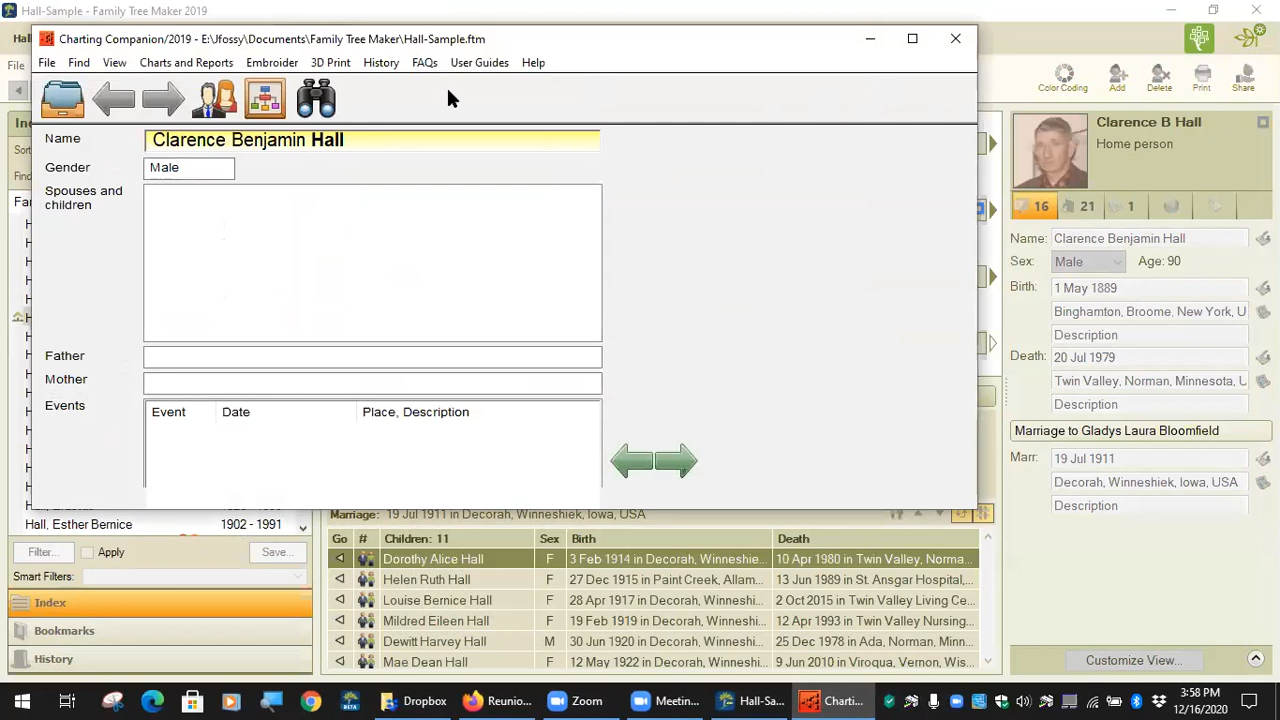 Hall-Sample - Family Tree Maker 2019
Charting Companion/2019 - E:\Jfossy\Documents\Family Tree Maker\Hall-Sample.ftm
File Find View Charts and Reports Embroider 3D Print History FAQs User Guides Help
Name Clarence Benjamin Hall
Gender Male
Spouses and
children
Father
Mother
Events
Event Date Place, Description
Color Coding Add Delete Print Share
Clarence B Hall
Home person
16 21 1
Name: Clarence Benjamin Hall
Sex: Male Age: 90
Birth: 1 May 1889
Binghamton, Broome, New York, U
Description
Death: 20 Jul 1979
Twin Valley, Norman, Minnesota, U
Description
Marriage to Gladys Laura Bloomfield
Marr: 19 Jul 1911
Decorah, Winneshiek, Iowa, USA
Description
Customize View...
Hall, Esther Bernice 1902 - 1991
Filter... Apply Save...
Smart Filters:
Index
Bookmarks
History
Marriage: 19 Jul 1911 in Decorah, Winneshiek, Iowa, USA
Go # Children: 11 Sex Birth Death
Dorothy Alice Hall F 3 Feb 1914 in Decorah, Winneshie... 10 Apr 1980 in Twin Valley, Norma...
Helen Ruth Hall F 27 Dec 1915 in Paint Creek, Allam... 13 Jun 1989 in St. Ansgar Hospital,...
Louise Bernice Hall F 28 Apr 1917 in Decorah, Winneshi... 2 Oct 2015 in Twin Valley Living Ce...
Mildred Eileen Hall F 19 Feb 1919 in Decorah, Winneshi... 12 Apr 1993 in Twin Valley Nursing...
Dewitt Harvey Hall M 30 Jun 1920 in Decorah, Winneshi... 25 Dec 1978 in Ada, Norman, Minn...
Mae Dean Hall F 12 May 1922 in Decorah, Winneshi... 9 Jun 2010 in Viroqua, Vernon, Wis...
Dropbox Reunio... Zoom Meetin... Hall-Sa... Charti...
3:58 PM
12/16/2020